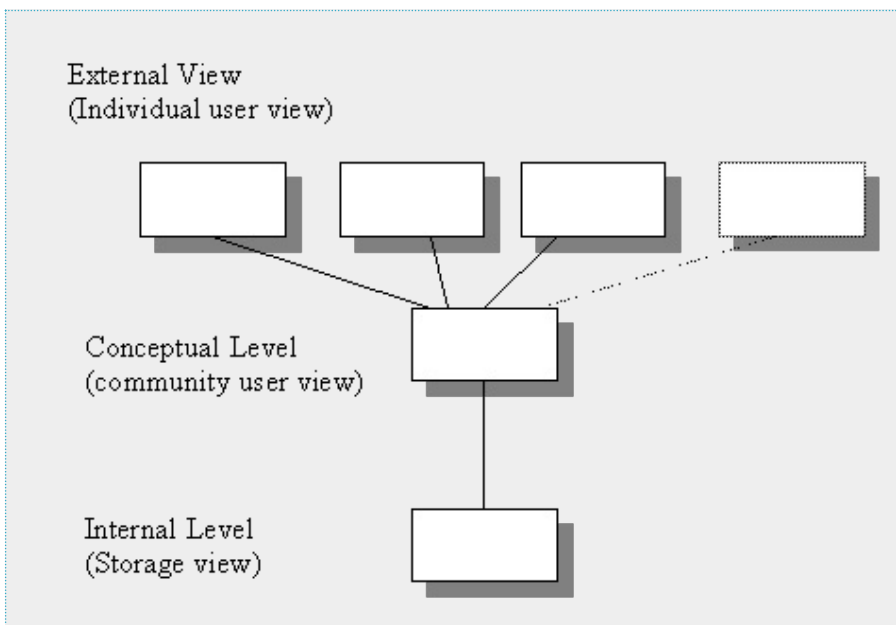 External View
(Individual user view)
Conceptual Level
(community user view)
Internal Level
(Storage view)